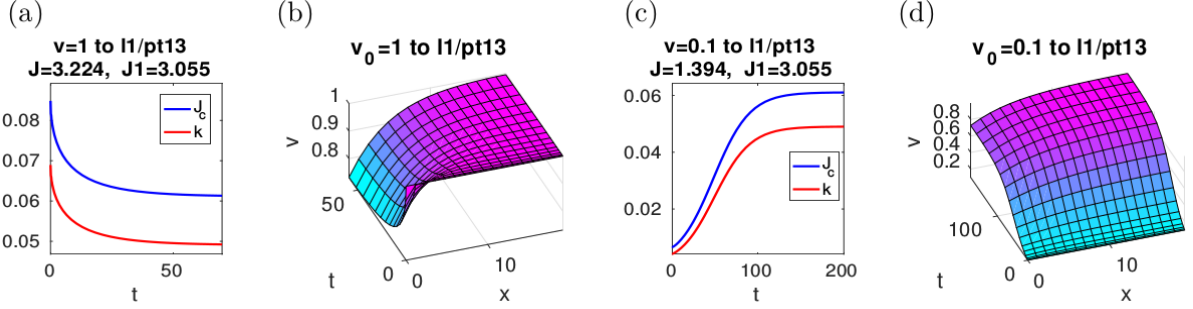 (a)
v=1 to l1/pt13
J=3.224, J1=3.055
0.08
0.07
0.06
0.05
J_c
k
0
50
t
(b)
v_0=1 to l1/pt13
1
0.9
0.8
v
50
0
t
0
10
x
(c)
v=0.1 to l1/pt13
J=1.394, J1=3.055
0.06
0.04
0.02
J_c
k
0
100
200
t
(d)
v_0=0.1 to l1/pt13
0.8
0.6
0.4
0.2
v
100
0
t
0
10
x